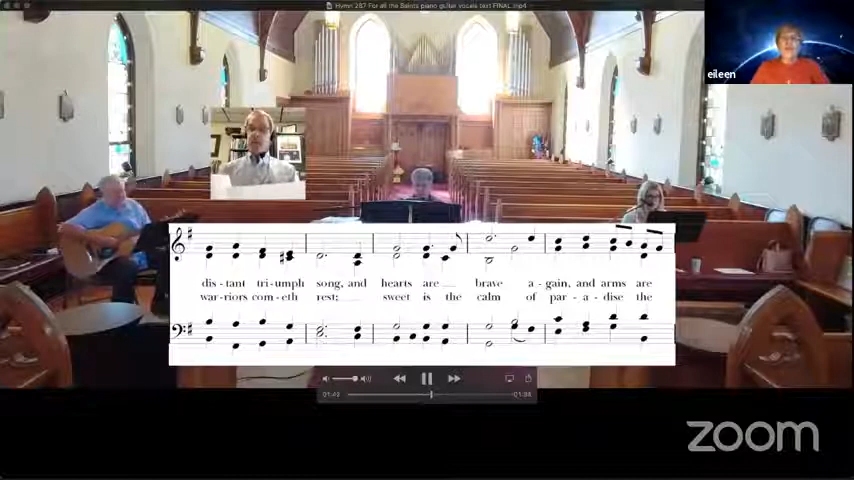 Hymn 287 For all the Saints piano guitar vocals text FINAL.mp4
eileen
dis - tant tri - umph song, and hearts are brave a - gain, and arms are
war - riors com - eth rest; sweet is the calm of par - a - dise the
01:43
01:38
zoom